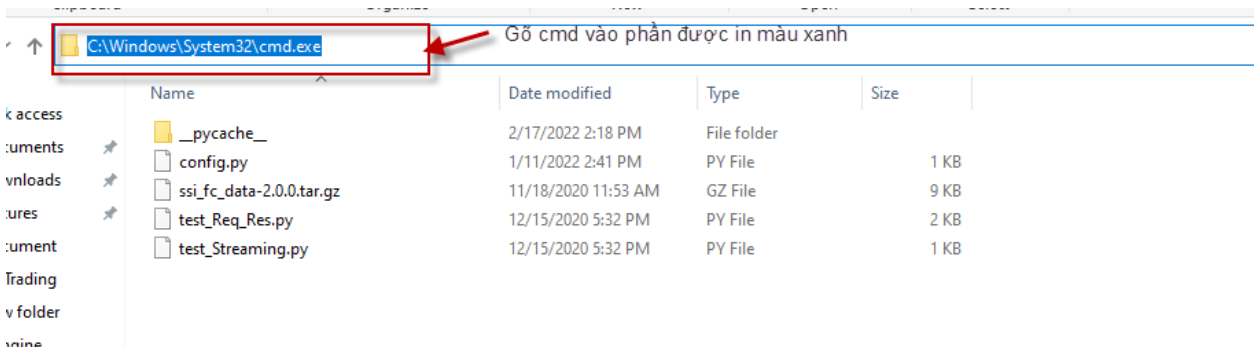 C:\Windows\System32\cmd.exe
Gõ cmd vào phần được in màu xanh
Name Date modified Type Size
k access
__pycache__ 2/17/2022 2:18 PM File folder
config.py 1/11/2022 2:41 PM PY File 1 KB
ssi_fc_data-2.0.0.tar.gz 11/18/2020 11:53 AM GZ File 9 KB
test_Req_Res.py 12/15/2020 5:32 PM PY File 2 KB
test_Streaming.py 12/15/2020 5:32 PM PY File 1 KB
cuments
wnloads
tures
cument
Trading
w folder